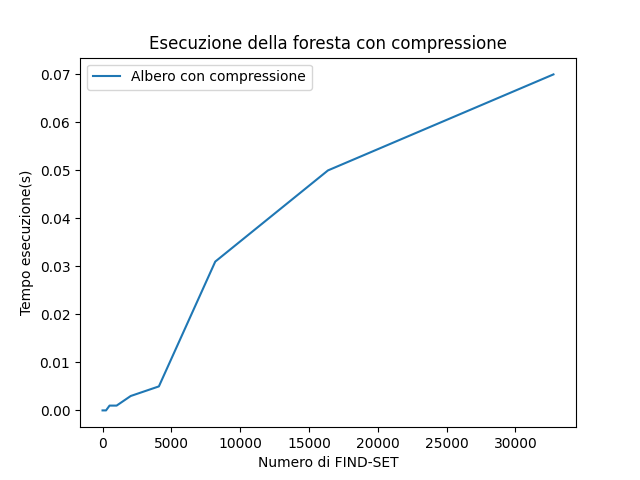 Esecuzione della foresta con compressione
Albero con compressione
Tempo esecuzione(s)
0.07
0.06
0.05
0.04
0.03
0.02
0.01
0.00
0 5000 10000 15000 20000 25000 30000
Numero di FIND-SET